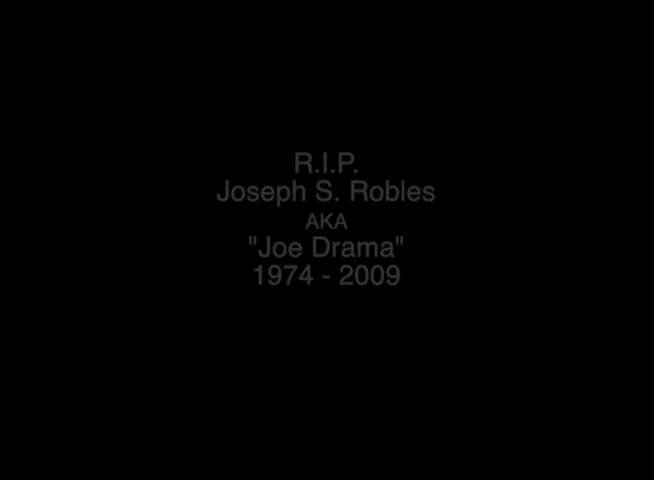 R.I.P.
Joseph S. Robles
AKA
"Joe Drama"
1974 - 2009